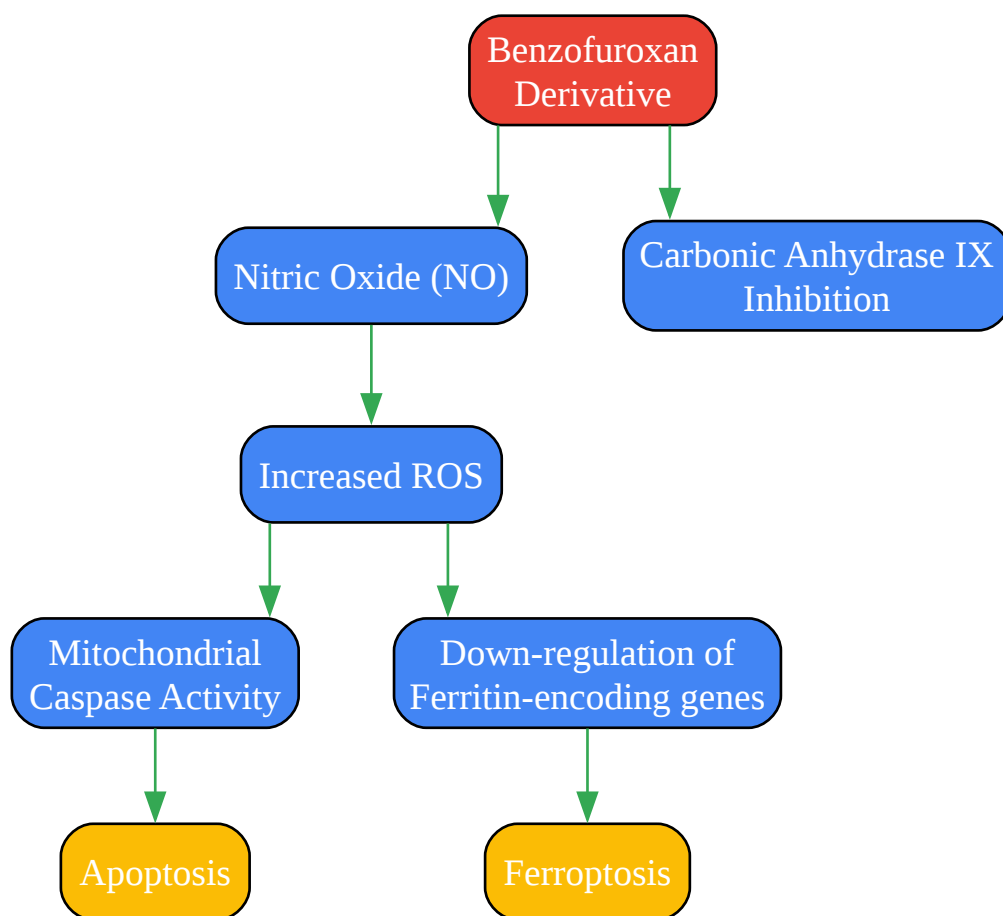 Benzofuroxan
Derivative
Nitric Oxide (NO)
Carbonic Anhydrase IX
Inhibition
Increased ROS
Mitochondrial
Caspase Activity
Down-regulation of
Ferritin-encoding genes
Apoptosis
Ferroptosis